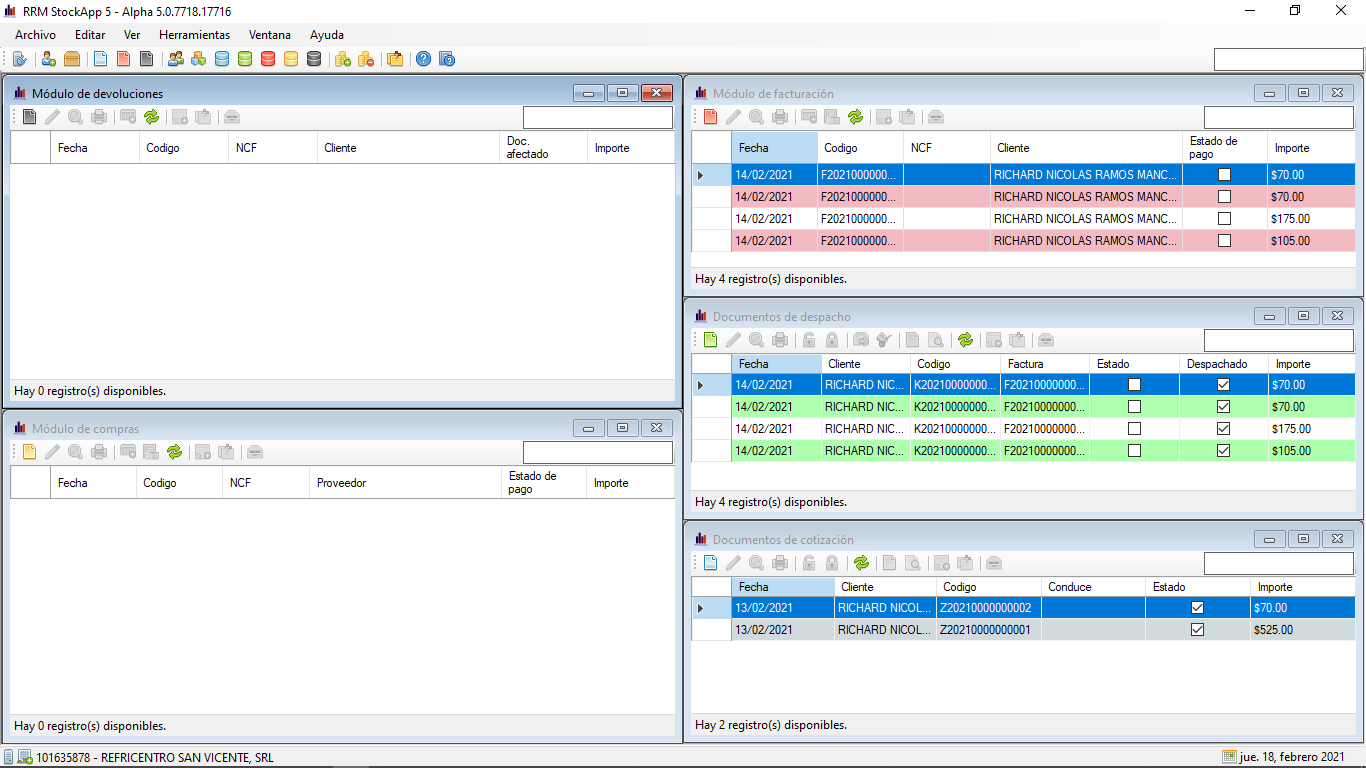 RRM StockApp 5 - Alpha 5.0.7718.17716
Archivo Editar Ver Herramientas Ventana Ayuda
Módulo de devoluciones
Fecha Codigo NCF Cliente Doc. afectado Importe
Hay 0 registro(s) disponibles.
Módulo de compras
Fecha Codigo NCF Proveedor Estado de pago Importe
Hay 0 registro(s) disponibles.
Módulo de facturación
Fecha Codigo NCF Cliente Estado de pago Importe
14/02/2021 F2021000000... RICHARD NICOLAS RAMOS MANC... $70.00
14/02/2021 F2021000000... RICHARD NICOLAS RAMOS MANC... $70.00
14/02/2021 F2021000000... RICHARD NICOLAS RAMOS MANC... $175.00
14/02/2021 F2021000000... RICHARD NICOLAS RAMOS MANC... $105.00
Hay 4 registro(s) disponibles.
Documentos de despacho
Fecha Cliente Codigo Factura Estado Despachado Importe
14/02/2021 RICHARD NIC... K20210000000... F20210000000... $70.00
14/02/2021 RICHARD NIC... K20210000000... F20210000000... $70.00
14/02/2021 RICHARD NIC... K20210000000... F20210000000... $175.00
14/02/2021 RICHARD NIC... K20210000000... F20210000000... $105.00
Hay 4 registro(s) disponibles.
Documentos de cotización
Fecha Cliente Codigo Conduce Estado Importe
13/02/2021 RICHARD NICOL... Z20210000000002 $70.00
13/02/2021 RICHARD NICOL... Z20210000000001 $525.00
Hay 2 registro(s) disponibles.
101635878 - REFRICENTRO SAN VICENTE, SRL
jue. 18, febrero 2021